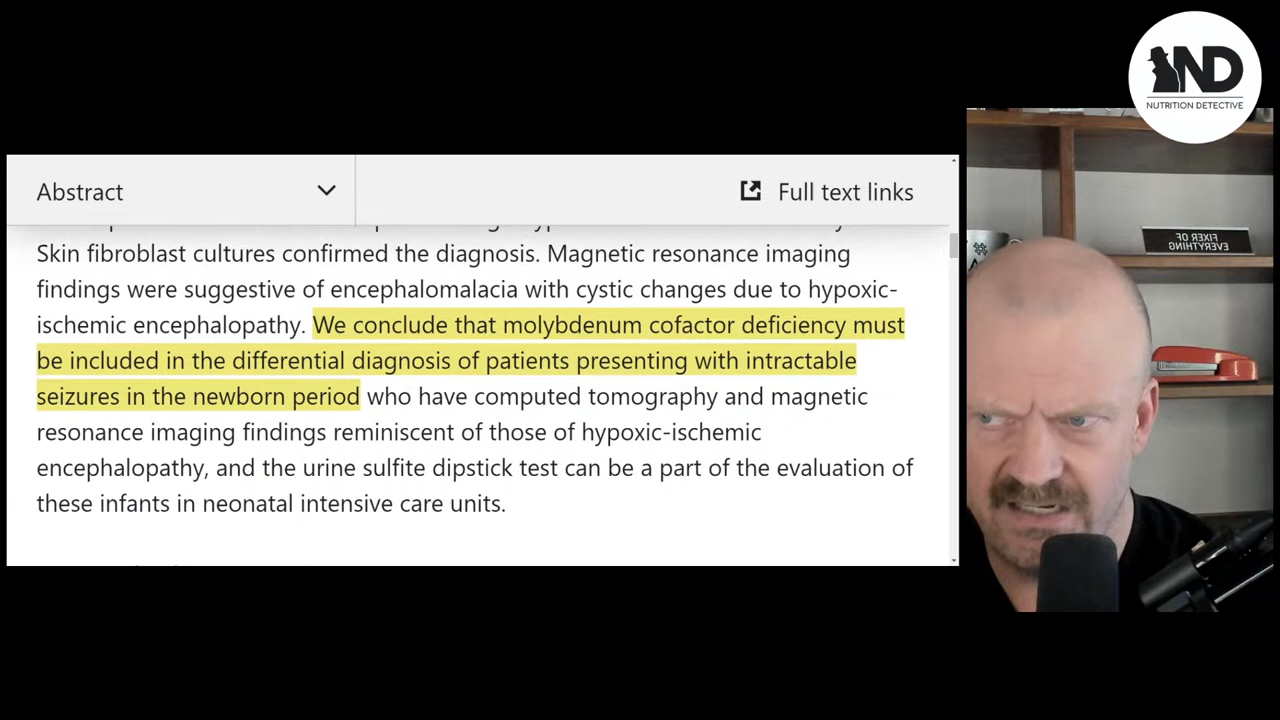 ND
NUTRITION DETECTIVE
Abstract
Full text links
Skin fibroblast cultures confirmed the diagnosis. Magnetic resonance imaging
findings were suggestive of encephalomalacia with cystic changes due to hypoxic-
ischemic encephalopathy. We conclude that molybdenum cofactor deficiency must
be included in the differential diagnosis of patients presenting with intractable
seizures in the newborn period who have computed tomography and magnetic
resonance imaging findings reminiscent of those of hypoxic-ischemic
encephalopathy, and the urine sulfite dipstick test can be a part of the evaluation of
these infants in neonatal intensive care units.
FIXER OF
EVERYTHING